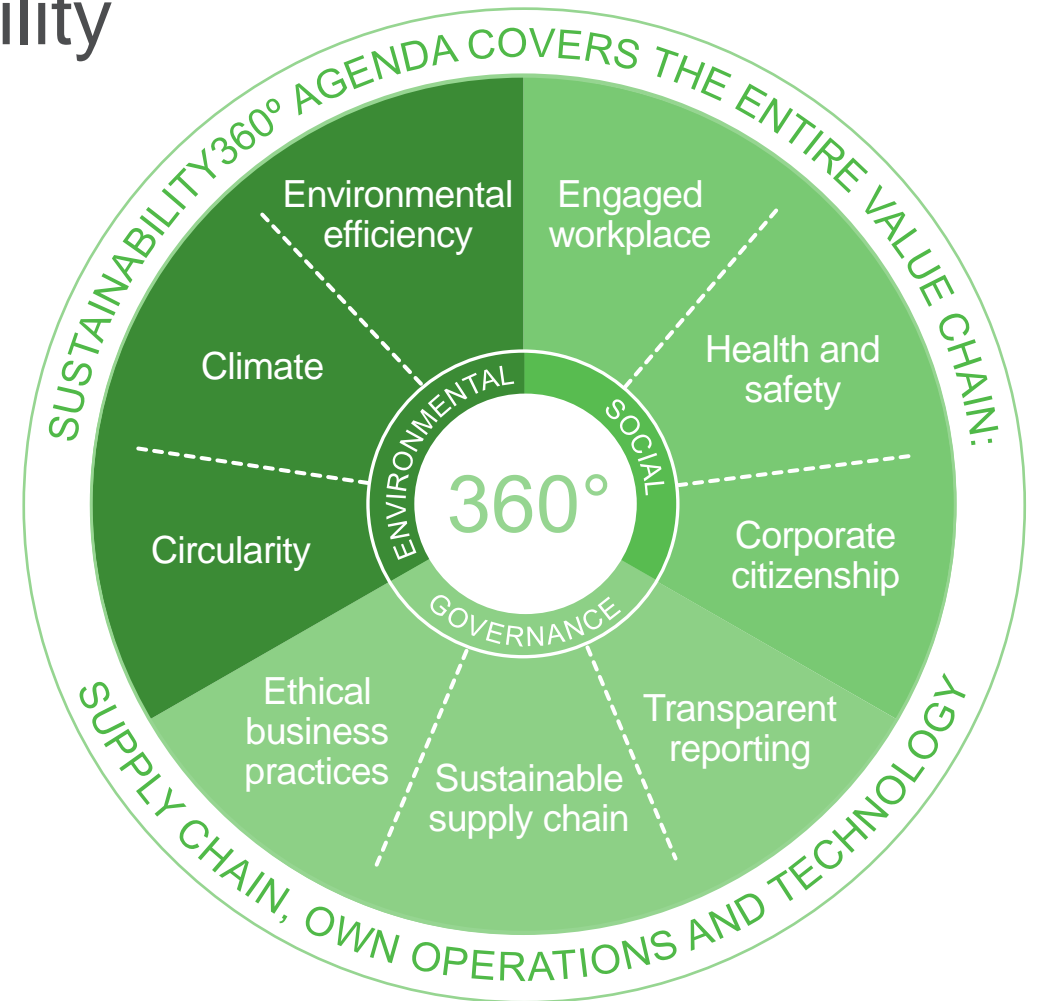 ility
SUSTAINABILITY360º AGENDA COVERS THE ENTIRE VALUE CHAIN:
Environmental
efficiency
Engaged
workplace
Climate
Health and
safety
Circularity
Corporate
citizenship
ENVIRONMENTAL
SOCIAL
360°
GOVERNANCE
Ethical
business
practices
Sustainable
supply chain
Transparent
reporting
SUPPLY CHAIN, OWN OPERATIONS AND TECHNOLOGY